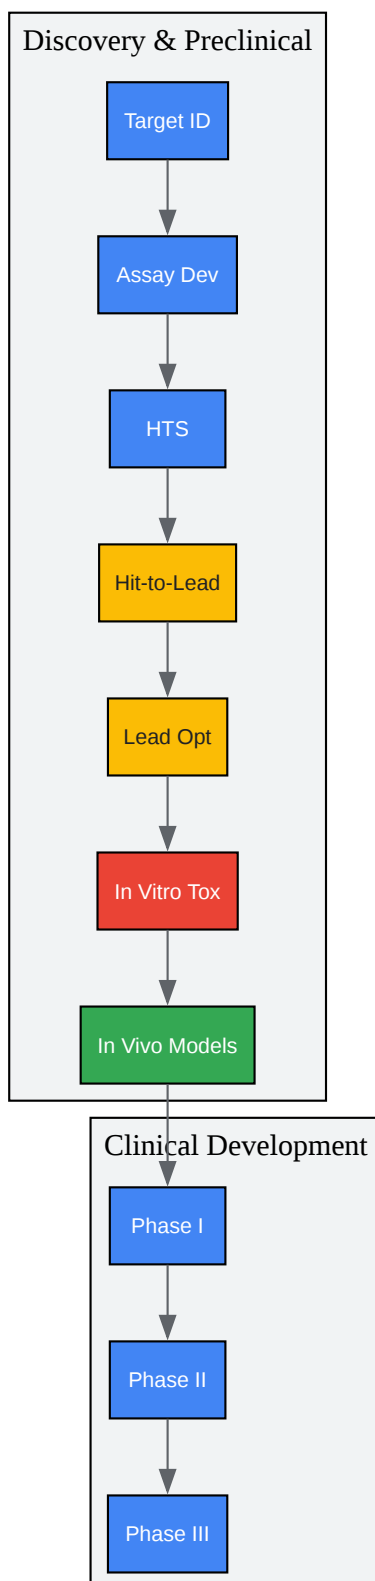 Discovery & Preclinical
Target ID
Assay Dev
HTS
Hit-to-Lead
Lead Opt
In Vitro Tox
In Vivo Models
Clinical Development
Phase I
Phase II
Phase III